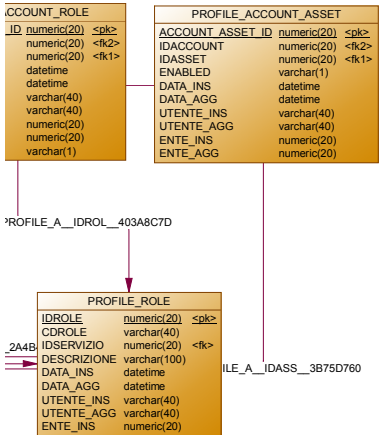 ACCOUNT_ROLE
_ID numeric(20) <pk>
numeric(20) <fk2>
numeric(20) <fk1>
datetime
datetime
varchar(40)
varchar(40)
numeric(20)
numeric(20)
varchar(1)
PROFILE_ACCOUNT_ASSET
ACCOUNT_ASSET_ID numeric(20) <pk>
IDACCOUNT numeric(20) <fk2>
IDASSET numeric(20) <fk1>
ENABLED varchar(1)
DATA_INS datetime
DATA_AGG datetime
UTENTE_INS varchar(40)
UTENTE_AGG varchar(40)
ENTE_INS numeric(20)
ENTE_AGG numeric(20)
PROFILE_A__IDROL__403A8C7D
PROFILE_ROLE
IDROLE numeric(20) <pk>
CDROLE varchar(40)
IDSERVIZIO numeric(20) <fk>
DESCRIZIONE varchar(100)
DATA_INS datetime
DATA_AGG datetime
UTENTE_INS varchar(40)
UTENTE_AGG varchar(40)
ENTE_INS numeric(20)
_2A4B
ILE_A__IDASS__3B75D760